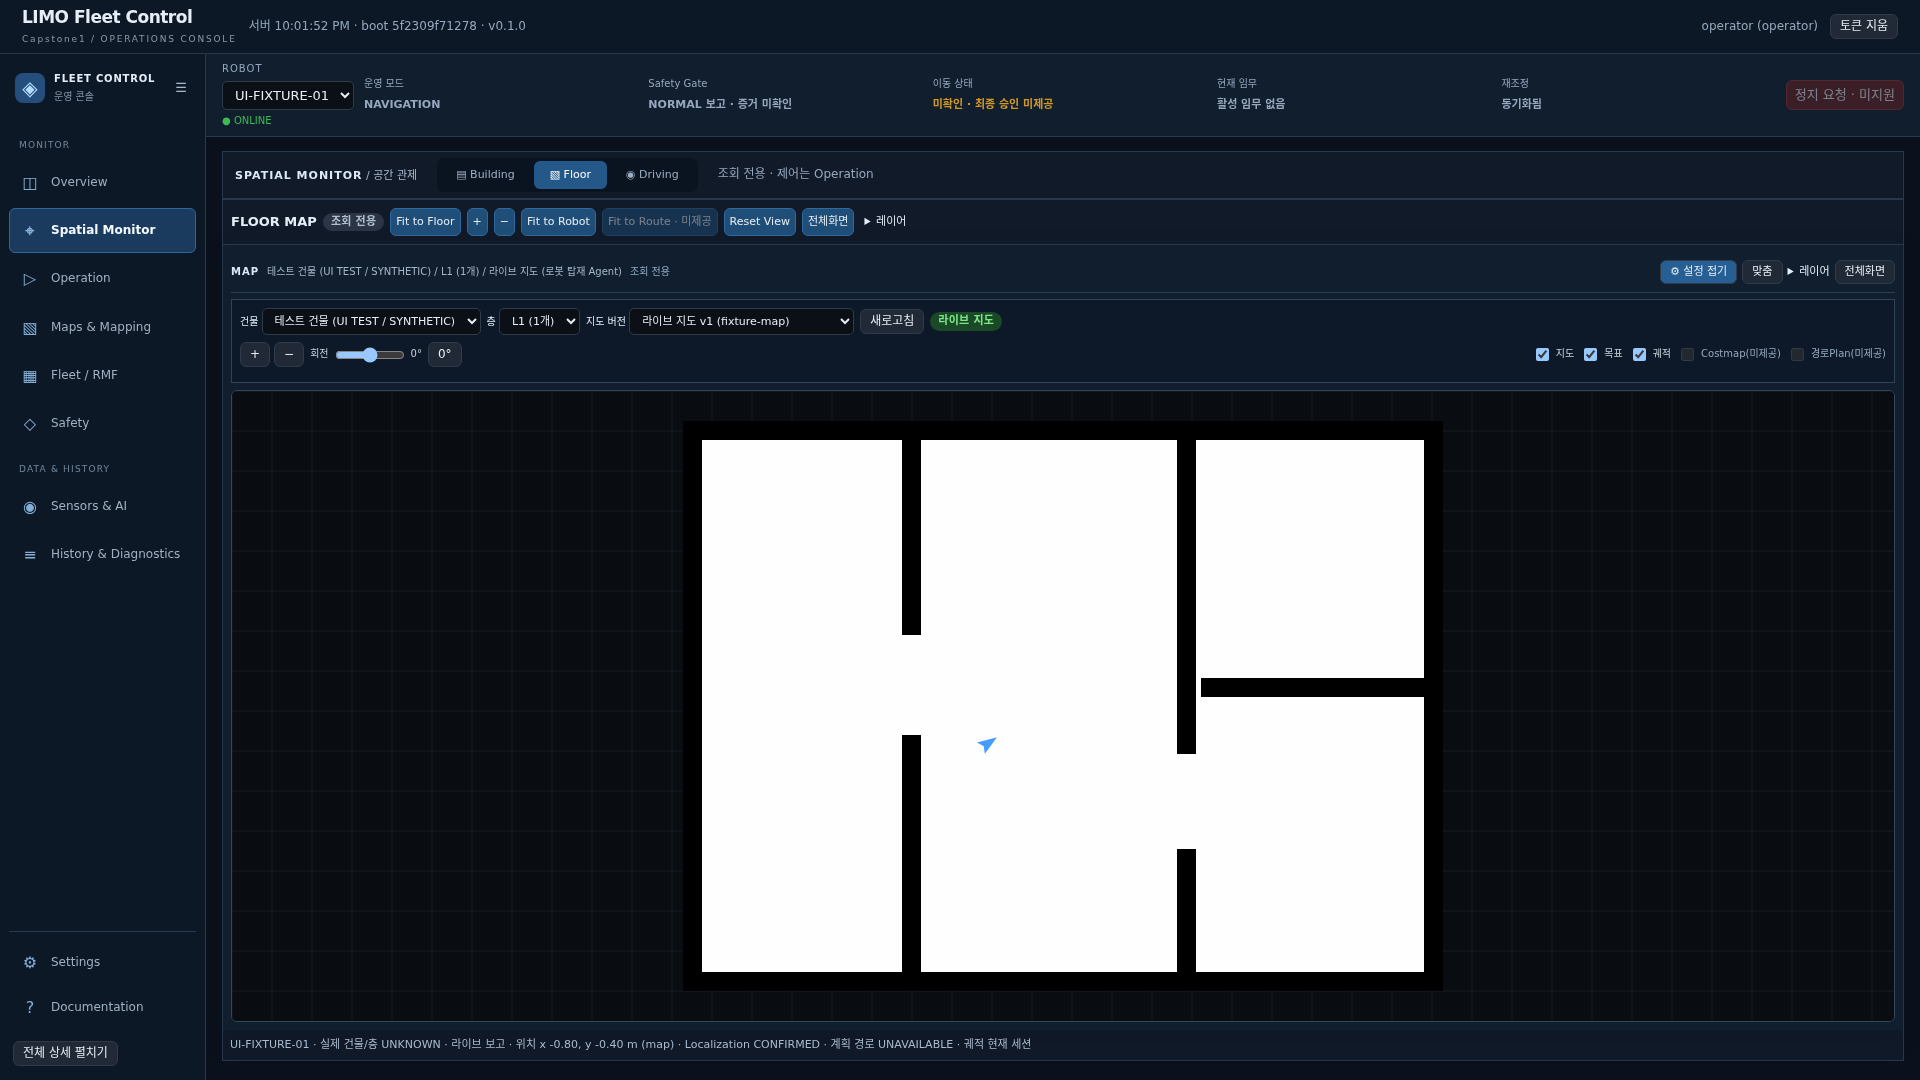 LIMO Fleet Control
Capstone1 / OPERATIONS CONSOLE
서버 10:01:52 PM · boot 5f2309f71278 · v0.1.0
operator (operator)
토큰 지움
FLEET CONTROL
운영 콘솔
MONITOR
Overview
Spatial Monitor
Operation
Maps & Mapping
Fleet / RMF
Safety
DATA & HISTORY
Sensors & AI
History & Diagnostics
Settings
Documentation
전체 상세 펼치기
ROBOT
UI-FIXTURE-01
● ONLINE
운영 모드
NAVIGATION
Safety Gate
NORMAL 보고 · 증거 미확인
이동 상태
미확인 · 최종 승인 미제공
현재 임무
활성 임무 없음
재조정
동기화됨
정지 요청 · 미지원
SPATIAL MONITOR / 공간 관제
Building
Floor
Driving
조회 전용 · 제어는 Operation
FLOOR MAP 조회 전용 Fit to Floor + − Fit to Robot Fit to Route · 미제공 Reset View 전체화면 ▶ 레이어
MAP 테스트 건물 (UI TEST / SYNTHETIC) / L1 (1개) / 라이브 지도 (로봇 탑재 Agent) 조회 전용
⚙ 설정 접기 맞춤 ▶ 레이어 전체화면
건물 테스트 건물 (UI TEST / SYNTHETIC) 층 L1 (1개) 지도 버전 라이브 지도 v1 (fixture-map) 새로고침 라이브 지도
+ − 회전 0° 0°
지도 목표 궤적 Costmap(미제공) 경로Plan(미제공)
UI-FIXTURE-01 · 실제 건물/층 UNKNOWN · 라이브 보고 · 위치 x -0.80, y -0.40 m (map) · Localization CONFIRMED · 계획 경로 UNAVAILABLE · 궤적 현재 세션